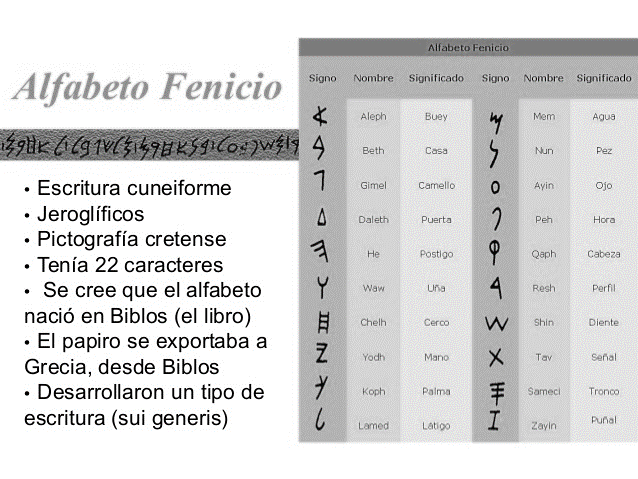 Alfabeto Fenicio
• Escritura cuneiforme
• Jeroglíficos
• Pictografía cretense
• Tenía 22 caracteres
• Se cree que el alfabeto
nació en Biblos (el libro)
• El papiro se exportaba a
Grecia, desde Biblos
• Desarrollaron un tipo de
escritura (sui generis)
Alfabeto Fenicio
Signo Nombre Significado Signo Nombre Significado
Aleph Buey Mem Agua
Beth Casa Nun Pez
Gimel Camello Ayin Ojo
Daleth Puerta Peh Hora
He Postigo Qaph Cabeza
Waw Uña Resh Perfil
Chelh Cerco Shin Diente
Yodh Mano Tav Señal
Koph Palma Sameci Tronco
Lamed Látigo Zayin Puñal